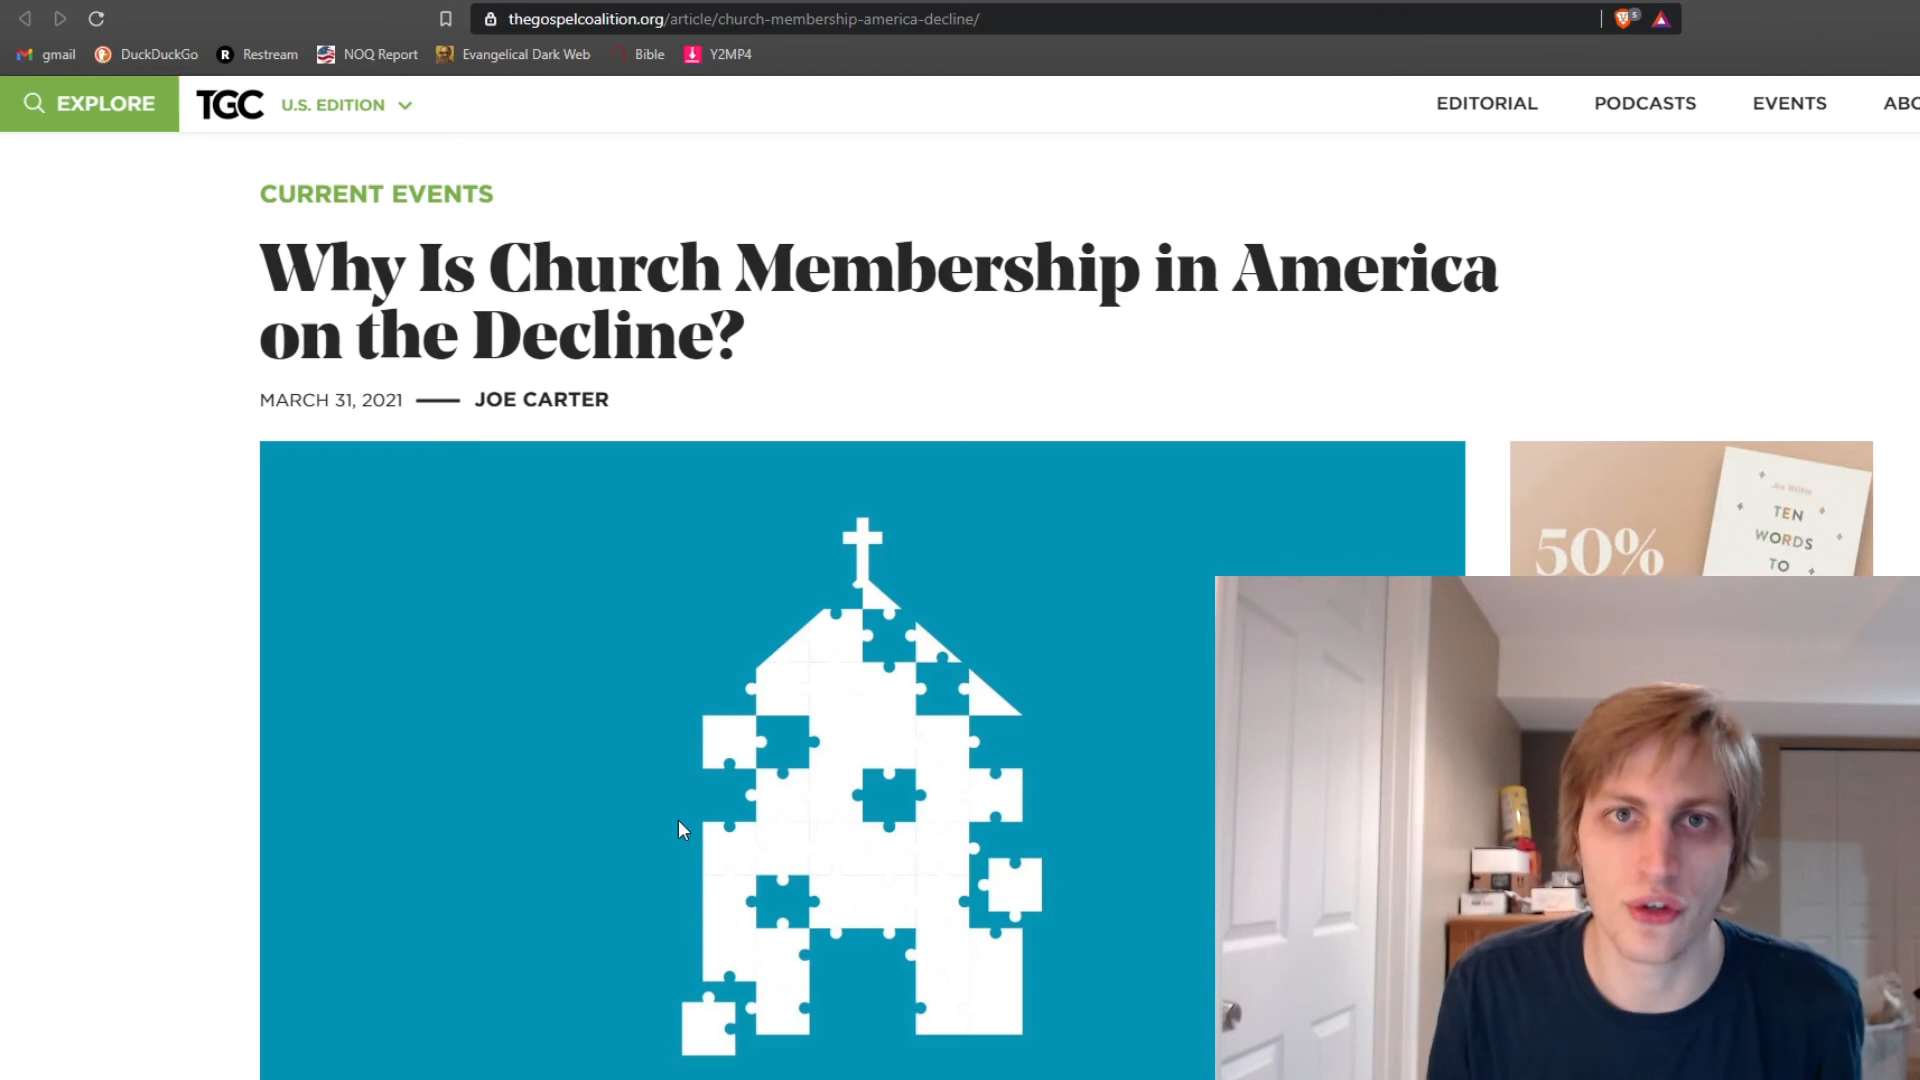 thegospelcoalition.org/article/church-membership-america-decline/
5
gmail DuckDuckGo R Restream NOQ Report Evangelical Dark Web Bible Y2MP4
EXPLORE TGC U.S. EDITION EDITORIAL PODCASTS EVENTS ABO
CURRENT EVENTS
Why Is Church Membership in America
on the Decline?
MARCH 31, 2021 JOE CARTER
50%
TEN
WORDS
TO